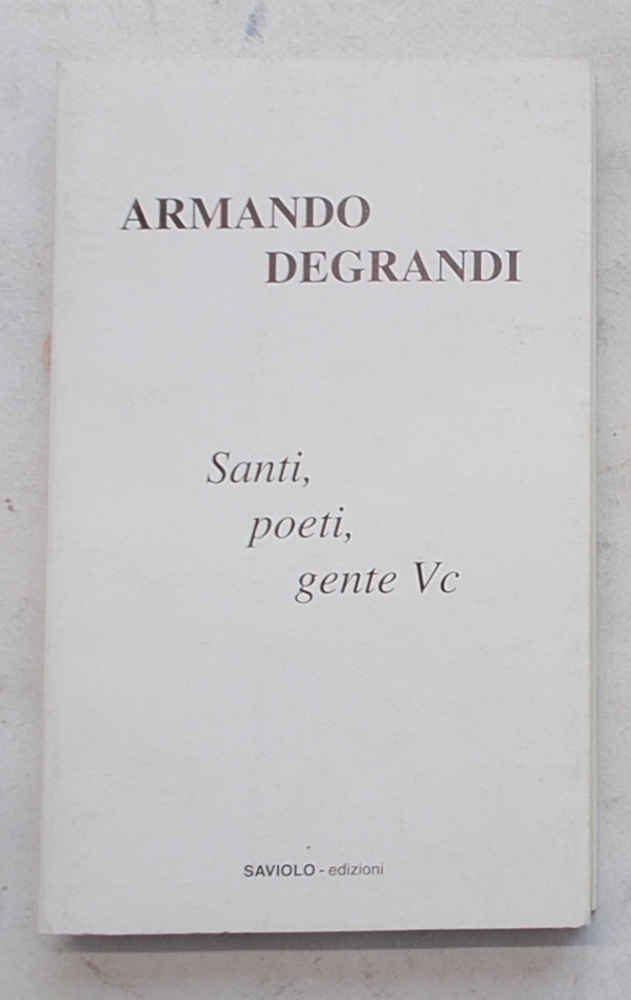 ARMANDO
DEGRANDI
Santi,
poeti,
gente Vc
SAVIOLO - edizioni